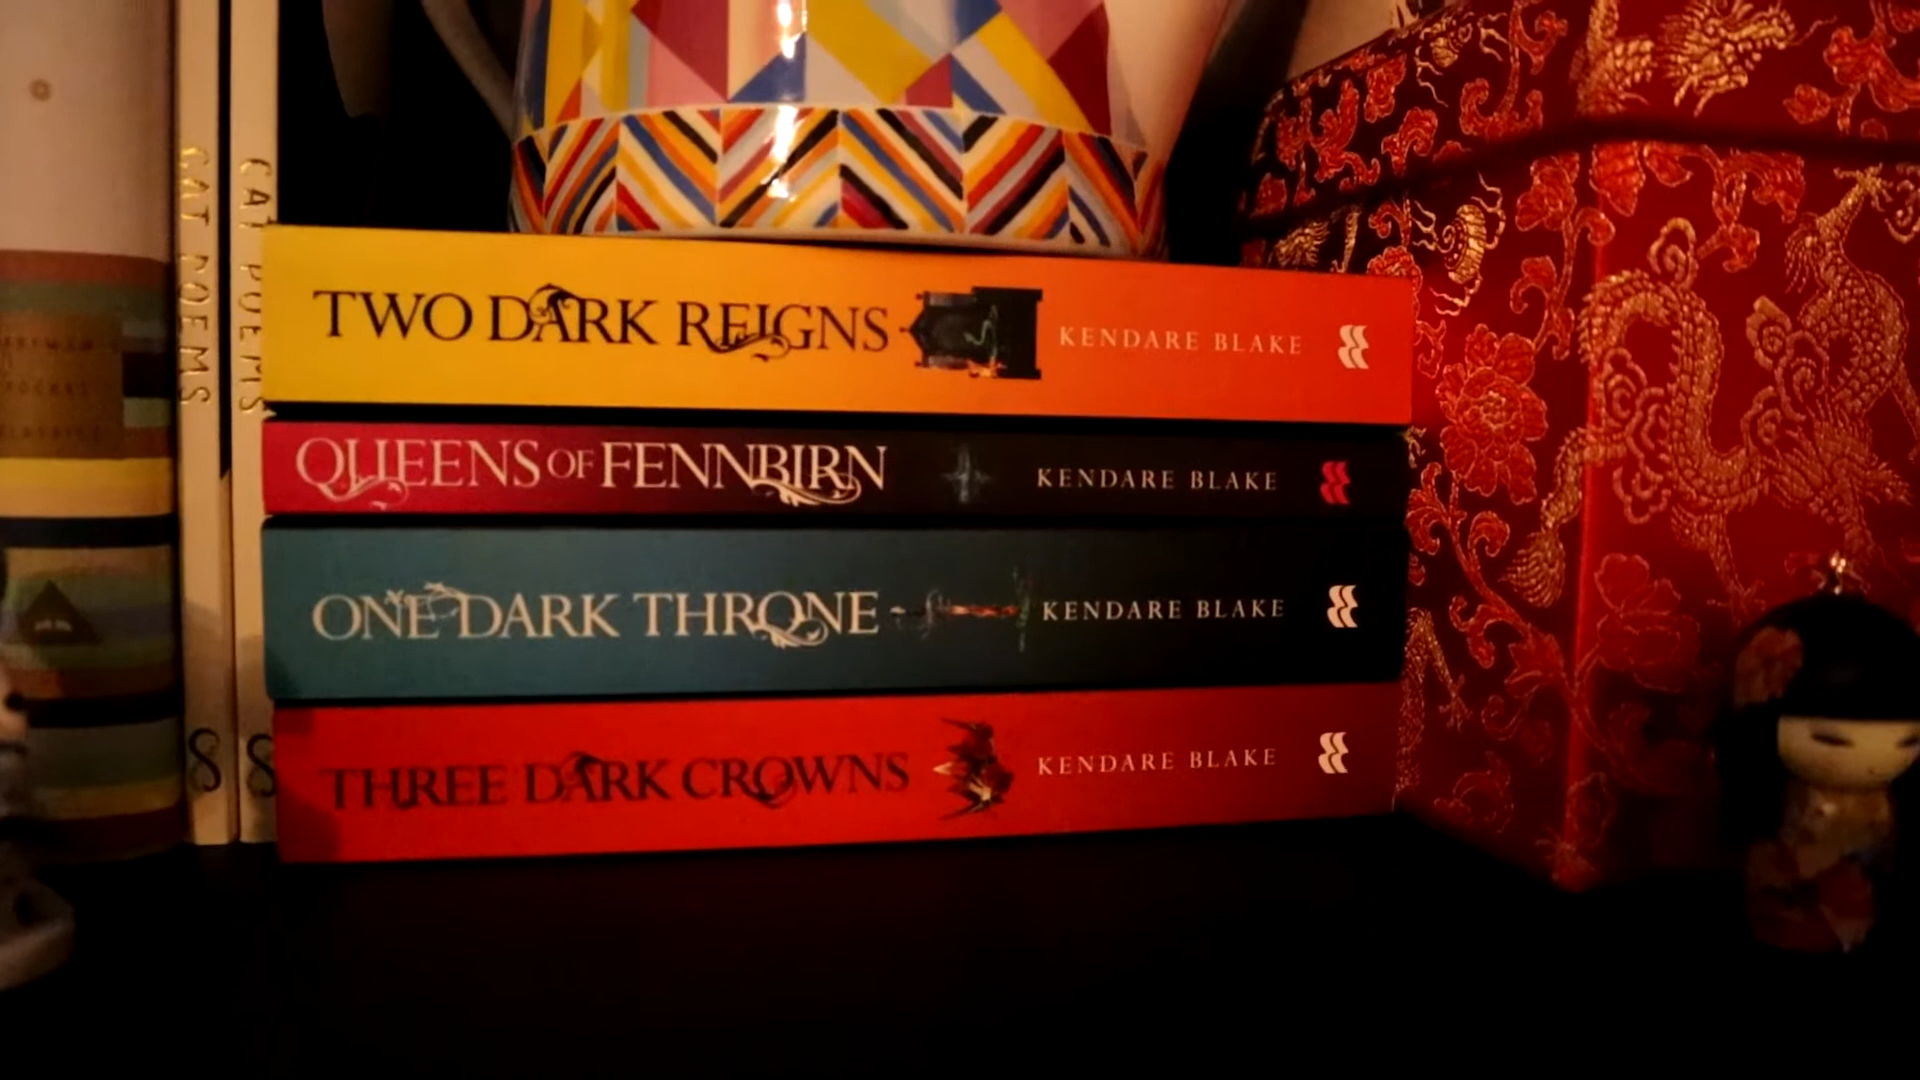 CAT POEMS
CAT POEMS
TWO DARK REIGNS KENDARE BLAKE
QUEENS OF FENNBIRN KENDARE BLAKE
ONE DARK THRONE KENDARE BLAKE
THREE DARK CROWNS KENDARE BLAKE